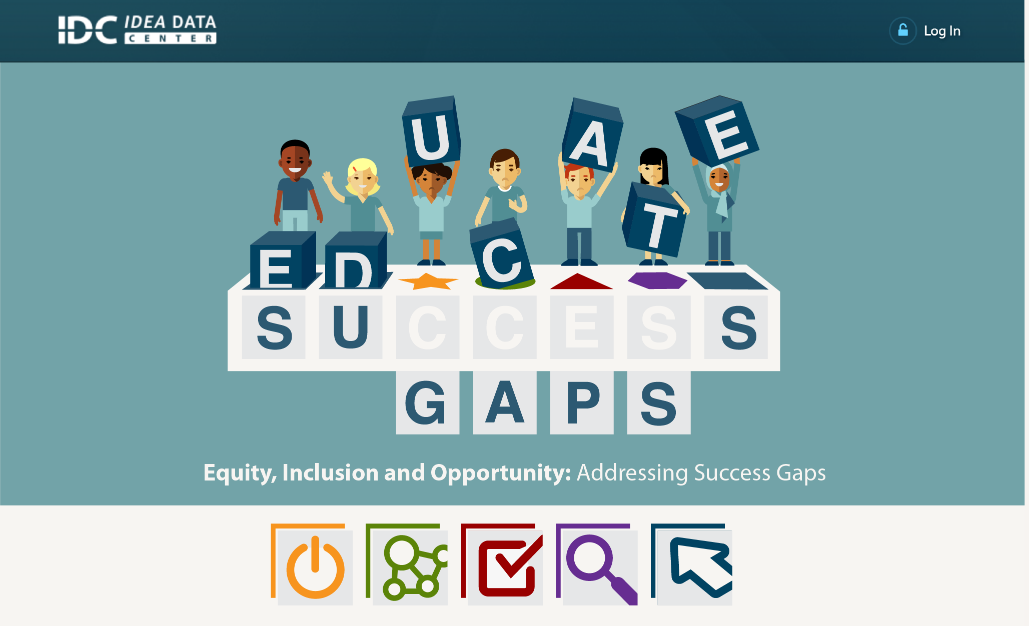 IDC IDEA DATA CENTER
Log In
E D U C A T E
S U C C E S S
G A P S
Equity, Inclusion and Opportunity: Addressing Success Gaps